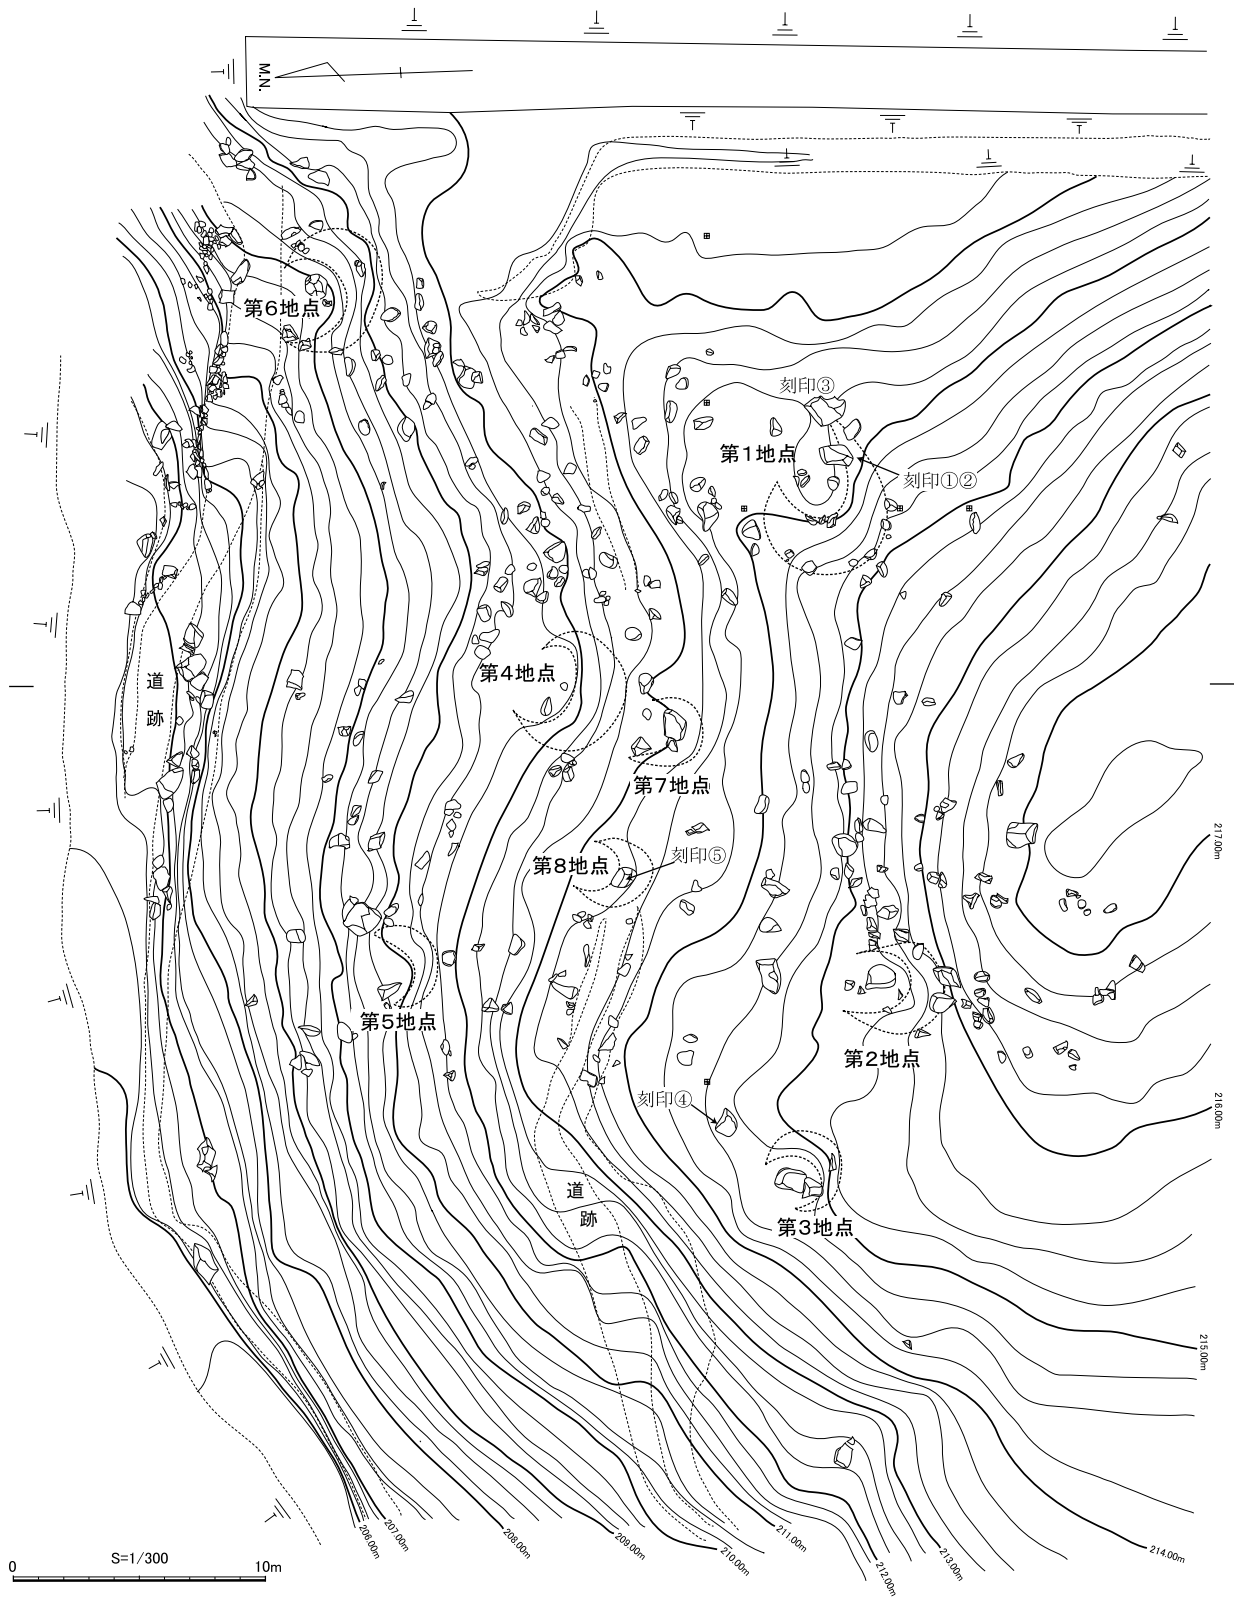 M.N.
第6地点
刻印③
第1地点
刻印①②
第4地点
道
跡
第7地点
217.00m
第8地点
刻印⑤
第5地点
第2地点
刻印④
216.00m
道
跡
第3地点
215.00m
206.00m
207.00m
208.00m
209.00m
210.00m
211.00m
212.00m
213.00m
214.00m
S=1/300
0
10m